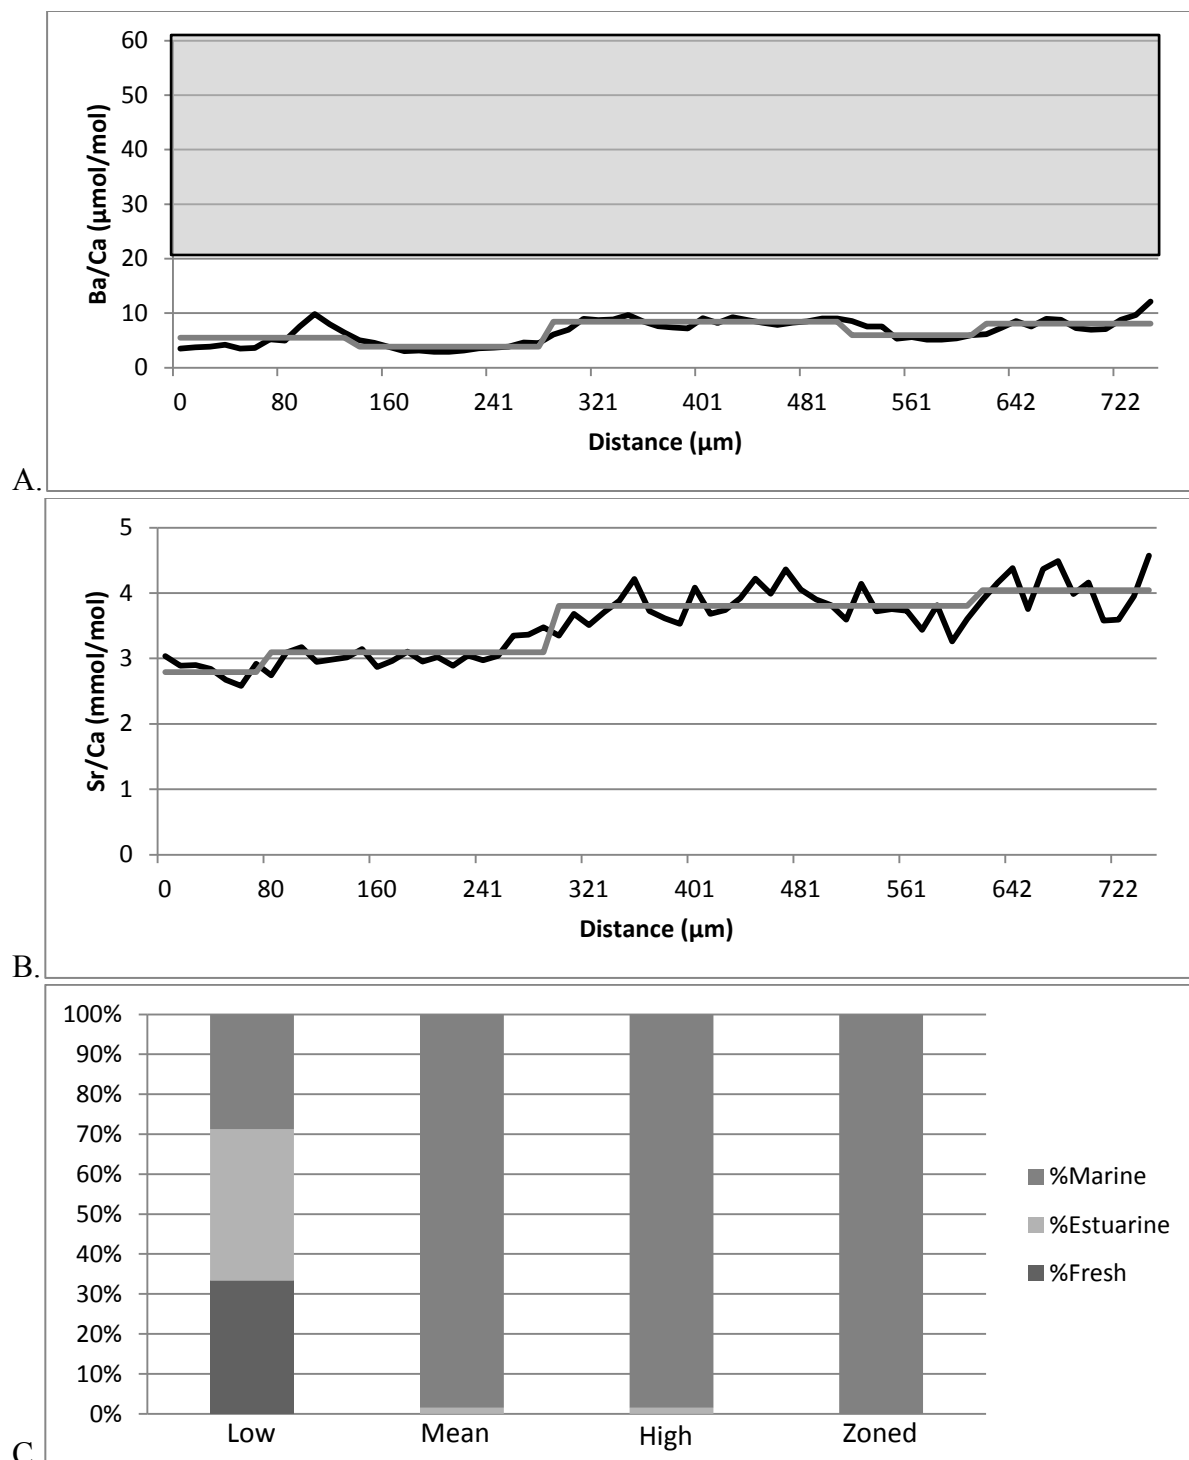 60
50
40
30
20
10
0
Ba/Ca (µmol/mol)
0 80 160 241 321 401 481 561 642 722
Distance (µm)
A.
5
4
3
2
1
0
Sr/Ca (mmol/mol)
0 80 160 241 321 401 481 561 642 722
Distance (µm)
B.
100%
90%
80%
70%
60%
50%
40%
30%
20%
10%
0%
Low Mean High Zoned
%Marine
%Estuarine
%Fresh
C